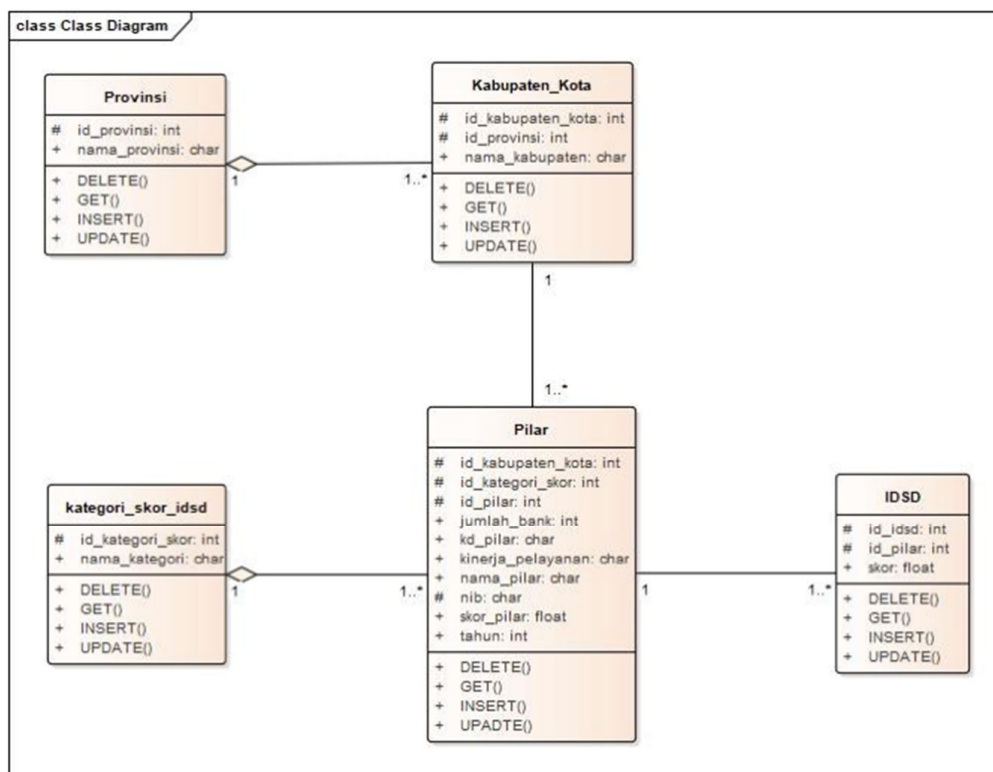 class Class Diagram
Provinsi
# id_provinsi: int
+ nama_provinsi: char
+ DELETE()
+ GET()
+ INSERT()
+ UPDATE()
1
1..*
Kabupaten_Kota
# id_kabupaten_kota: int
# id_provinsi: int
+ nama_kabupaten: char
+ DELETE()
+ GET()
+ INSERT()
+ UPDATE()
1
1..*
kategori_skor_idsd
# id_kategori_skor: int
+ nama_kategori: char
+ DELETE()
+ GET()
+ INSERT()
+ UPDATE()
1
1..*
Pilar
# id_kabupaten_kota: int
# id_kategori_skor: int
# id_pilar: int
+ jumlah_bank: int
+ kd_pilar: char
+ kinerja_pelayanan: char
+ nama_pilar: char
# nib: char
+ skor_pilar: float
+ tahun: int
+ DELETE()
+ GET()
+ INSERT()
+ UPADTE()
1
1..*
IDSD
# id_idsd: int
# id_pilar: int
+ skor: float
+ DELETE()
+ GET()
+ INSERT()
+ UPDATE()